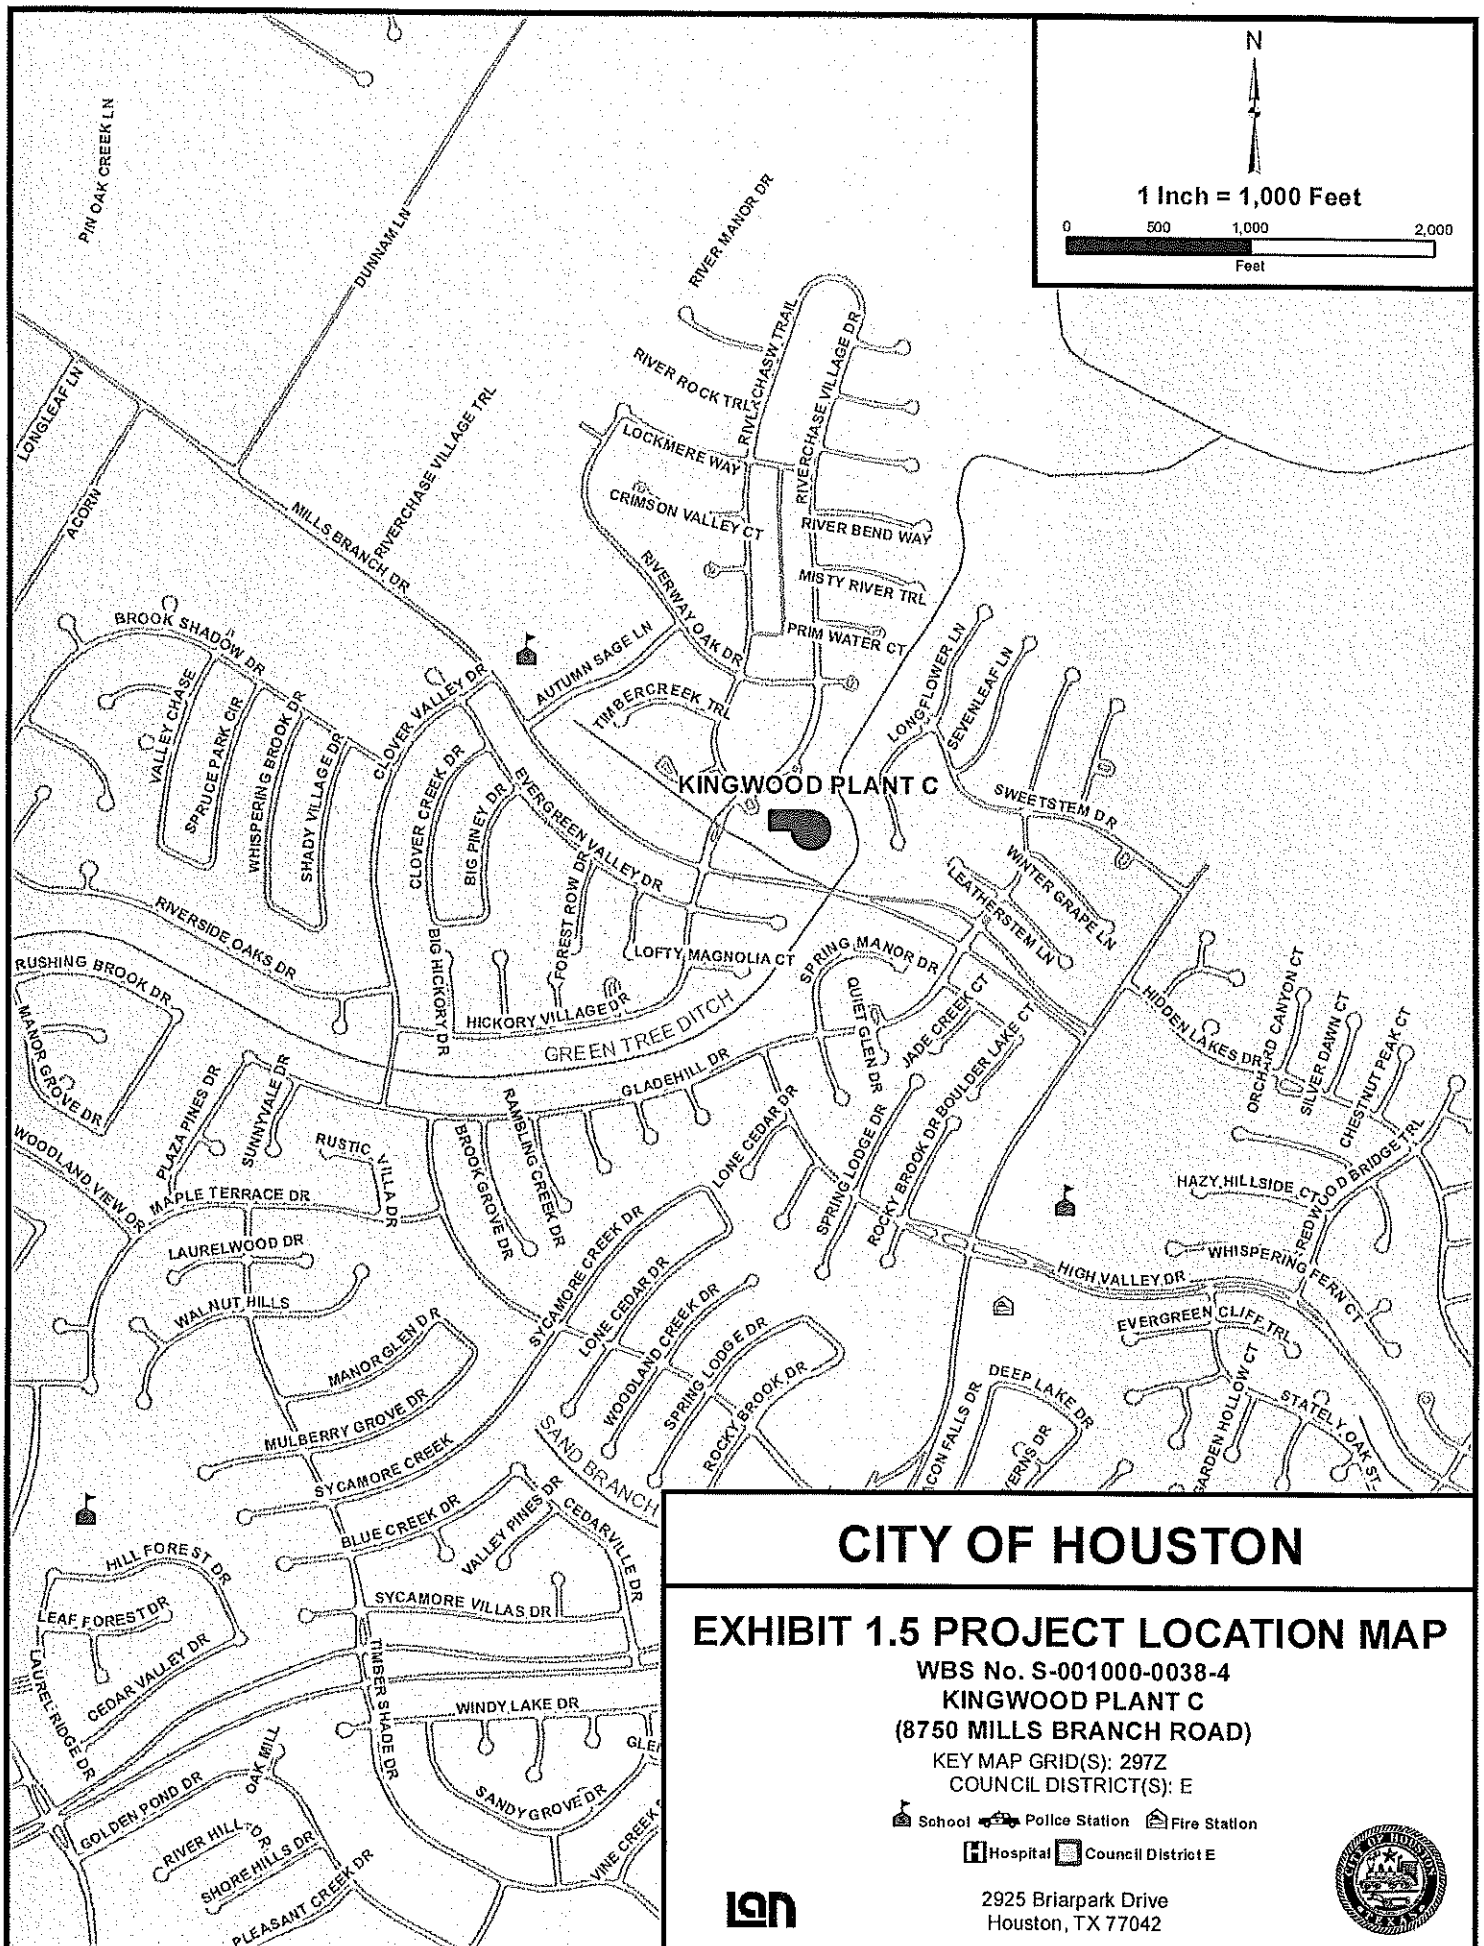 N
1 Inch = 1,000 Feet
0 500 1,000 2,000
Feet
PIN OAK CREEK LN
DUNNAM LN
RIVER MANOR DR
RIVERCHASW TRAIL
RIVERCHASE VILLAGE DR
RIVER ROCK TRL
LONGLEAF LN
ACORN
RIVERCHASE VILLAGE TRL
MILLS BRANCH DR
LOCKMERE WAY
CRIMSON VALLEY CT
RIVER BEND WAY
RIVERWAY OAK DR
MISTY RIVER TRL
PRIM WATER CT
BROOK SHADOW DR
AUTUMN SAGE LN
TIMBERCREEK TRL
LONGFLOWER LN
SEVENLEAF LN
CLOVER VALLEY DR
VALLEY CHASE
SPRUCE PARK CIR
WHISPERING BROOK DR
SHADY VILLAGE DR
CLOVER CREEK DR
BIG PINEY DR
EVERGREEN VALLEY DR
KINGWOOD PLANT C
SWEETSTEM DR
WINTER GRAPE LN
LEATHERSTEM LN
FOREST ROW DR
RIVERSIDE OAKS DR
BIG HICKORY DR
LOFTY MAGNOLIA CT
SPRING MANOR DR
RUSHING BROOK DR
HICKORY VILLAGE DR
GREEN TREE DITCH
QUIET GLEN DR
JADE CREEK CT
BOULDER LAKE CT
HIDDEN LAKES DR
ORCHARD CANYON CT
SILVER DAWN CT
CHESTNUT PEAK CT
MANOR GROVE DR
PLAZA PINES DR
SUNNYVALE DR
GLADEHILL DR
RAMBLING CREEK DR
BROOK GROVE DR
LONE CEDAR DR
SPRING LODGE DR
ROCKY BROOK DR
RUSTIC VILLA DR
WOODLAND VIEW DR
MAPLE TERRACE DR
LAURELWOOD DR
WALNUT HILLS
HAZY HILLSIDE CT
REDWOOD BRIDGE TRL
WHISPERING FERN CT
HIGH VALLEY DR
EVERGREEN CLIFF TRL
SYCAMORE CREEK DR
LONE CEDAR DR
WOODLAND CREEK DR
SPRING LODGE DR
ROCKY BROOK DR
MANOR GLEN DR
MULBERRY GROVE DR
SYCAMORE CREEK
SAND BRANCH
DEEP LAKE DR
ACON FALLS DR
VERNS DR
GARDEN HOLLOW CT
STATELY OAK ST
BLUE CREEK DR
VALLEY PINES DR
CEDARVILLE DR
HILL FOREST DR
LEAF FOREST DR
SYCAMORE VILLAS DR
CEDAR VALLEY DR
LAUREL RIDGE DR
TIMBER SHADE DR
WINDY LAKE DR
GLE
OAK MILL
GOLDEN POND DR
SANDY GROVE DR
RIVER HILL DR
SHORE HILLS DR
PLEASANT CREEK DR
VINE CREEK
CITY OF HOUSTON
EXHIBIT 1.5 PROJECT LOCATION MAP
WBS No. S-001000-0038-4
KINGWOOD PLANT C
(8750 MILLS BRANCH ROAD)
KEY MAP GRID(S): 297Z
COUNCIL DISTRICT(S): E
School Police Station Fire Station
H Hospital Council District E
lan
2925 Briarpark Drive
Houston, TX 77042
CITY OF HOUSTON
TEXAS